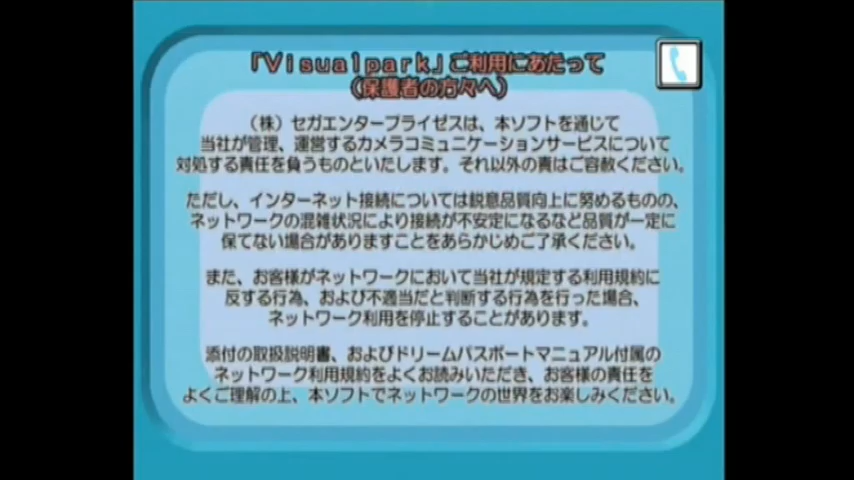 「Ｖｉｓｕａｌｐａｒｋ」ご利用にあたって
（保護者の方々へ）
（株）セガエンタープライゼスは、本ソフトを通じて
当社が管理、運営するカメラコミュニケーションサービスについて
対処する責任を負うものといたします。それ以外の責はご容赦ください。
ただし、インターネット接続については鋭意品質向上に努めるものの、
ネットワークの混雑状況により接続が不安定になるなど品質が一定に
保てない場合がありますことをあらかじめご了承ください。
また、お客様がネットワークにおいて当社が規定する利用規約に
反する行為、および不適当だと判断する行為を行った場合、
ネットワーク利用を停止することがあります。
添付の取扱説明書、およびドリームパスポートマニュアル付属の
ネットワーク利用規約をよくお読みいただき、お客様の責任を
よくご理解の上、本ソフトでネットワークの世界をお楽しみください。